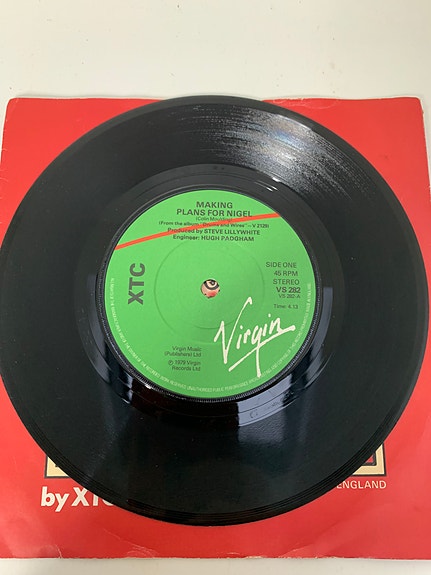 MAKING
PLANS FOR NIGEL
(Colin Moulding)
(From the album "Drums and Wires" – V 2129)
Produced by STEVE LILLYWHITE
Engineer: HUGH PADGHAM
XTC
SIDE ONE
45 RPM
STEREO
VS 282
VS 282-A
Time: 4.13
Virgin
Virgin Music
(Publishers) Ltd
℗ 1979 Virgin
Records Ltd
by XTC
ENGLAND